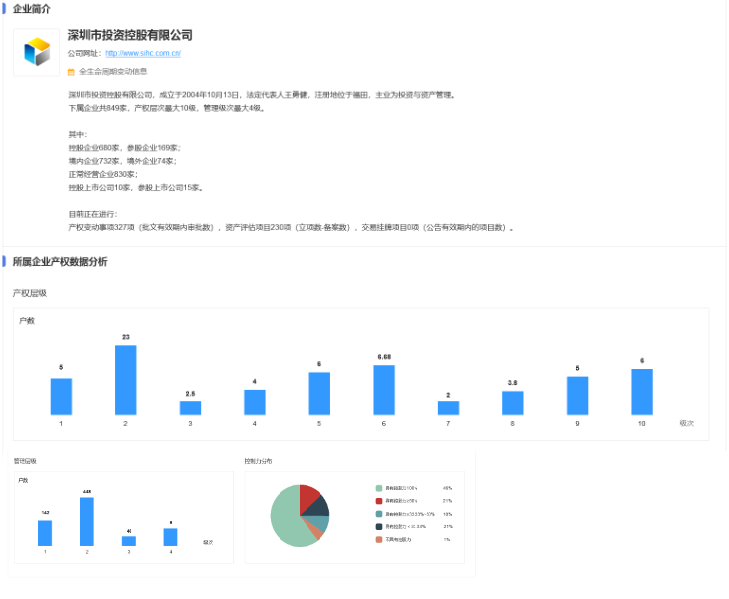 企业简介
深圳市投资控股有限公司
公司网址: http://www.sihc.com.cn/
全生命周期变动信息
深圳市投资控股有限公司，成立于2004年10月13日，法定代表人王勇健，注册地位于福田，主业为投资与资产管理。
下属企业共849家，产权层次最大10级，管理级次最大4级。
其中：
控股企业680家，参股企业169家；
境内企业732家，境外企业74家；
正常经营企业830家；
控股上市公司10家，参股上市公司15家。
目前正在进行：
产权变动事项327项（批文有效期内审批数），资产评估项目230项（立项数-备案数），交易挂牌项目0项（公告有效期内的项目数）。
所属企业产权数据分析
产权层级
户数
5 23 2.5 4 6 6.68 2 3.8 5 6
1 2 3 4 5 6 7 8 9 10 级次
管理层级
户数
142 448
1 2 3 4 级次
控制力分布